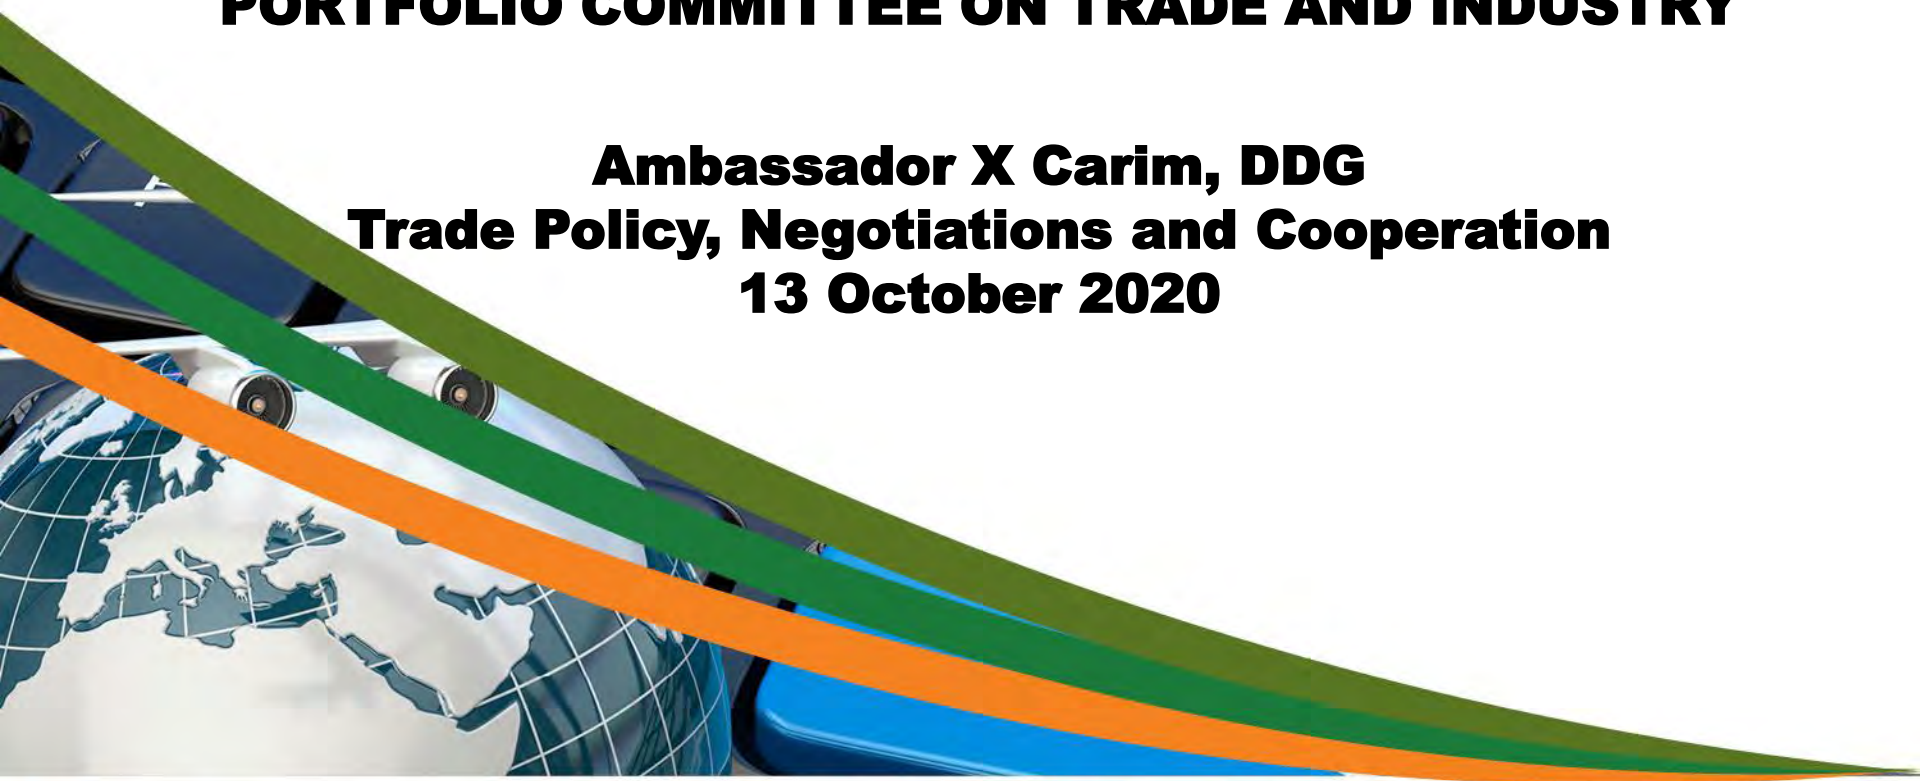 PORTFOLIO COMMITTEE ON TRADE AND INDUSTRY
Ambassador X Carim, DDG
Trade Policy, Negotiations and Cooperation
13 October 2020